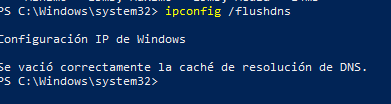 PS C:\Windows\system32> ipconfig /flushdns
Configuración IP de Windows
Se vació correctamente la caché de resolución de DNS.
PS C:\Windows\system32>